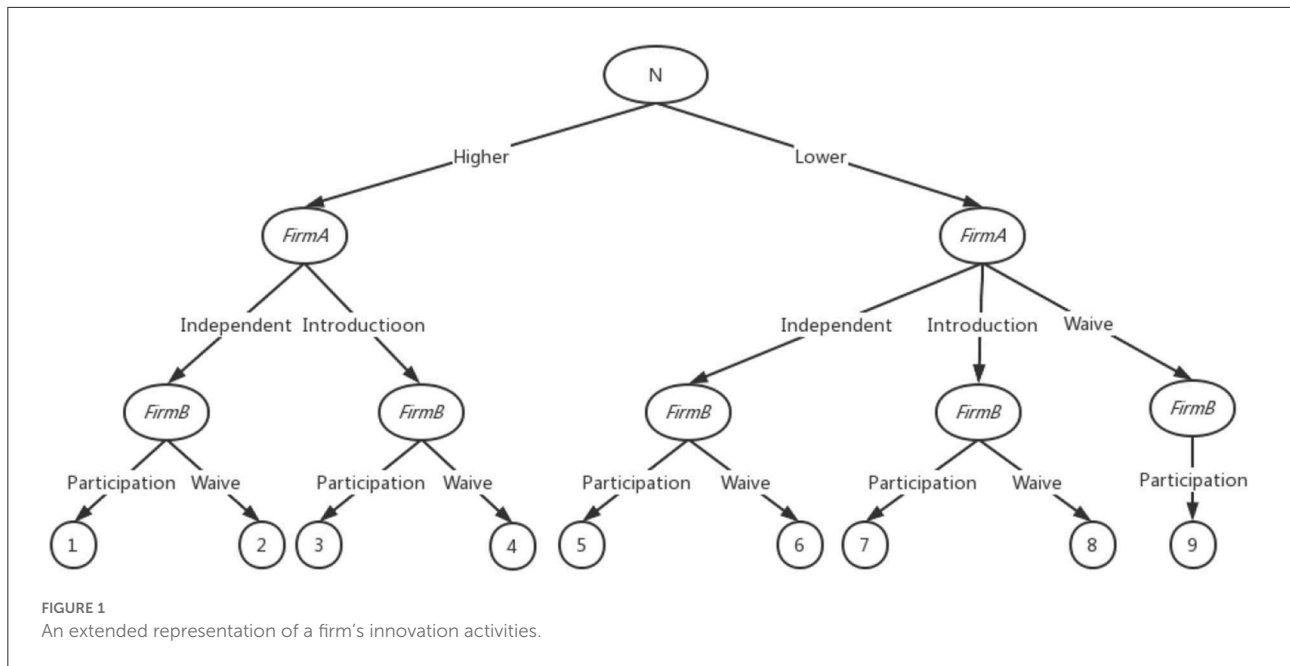 N
Higher Lower
FirmA FirmA
Independent Introductioon Independent Introduction Waive
FirmB FirmB FirmB FirmB FirmB
Participation Waive Participation Waive Participation Waive Participation Waive Participation
1 2 3 4 5 6 7 8 9
FIGURE 1
An extended representation of a firm's innovation activities.